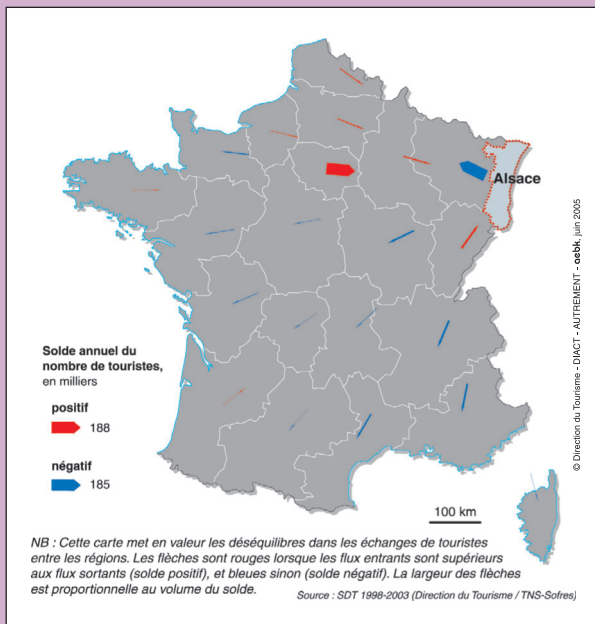 Alsace
Solde annuel du
nombre de touristes,
en milliers
positif
188
négatif
185
100 km
NB : Cette carte met en valeur les déséquilibres dans les échanges de touristes
entre les régions. Les flèches sont rouges lorsque les flux entrants sont supérieurs
aux flux sortants (solde positif), et bleues sinon (solde négatif). La largeur des flèches
est proportionnelle au volume du solde.
Source : SDT 1998-2003 (Direction du Tourisme / TNS-Sofres)
© Direction du Tourisme - DIACT - AUTREMENT - aebk, juin 2005